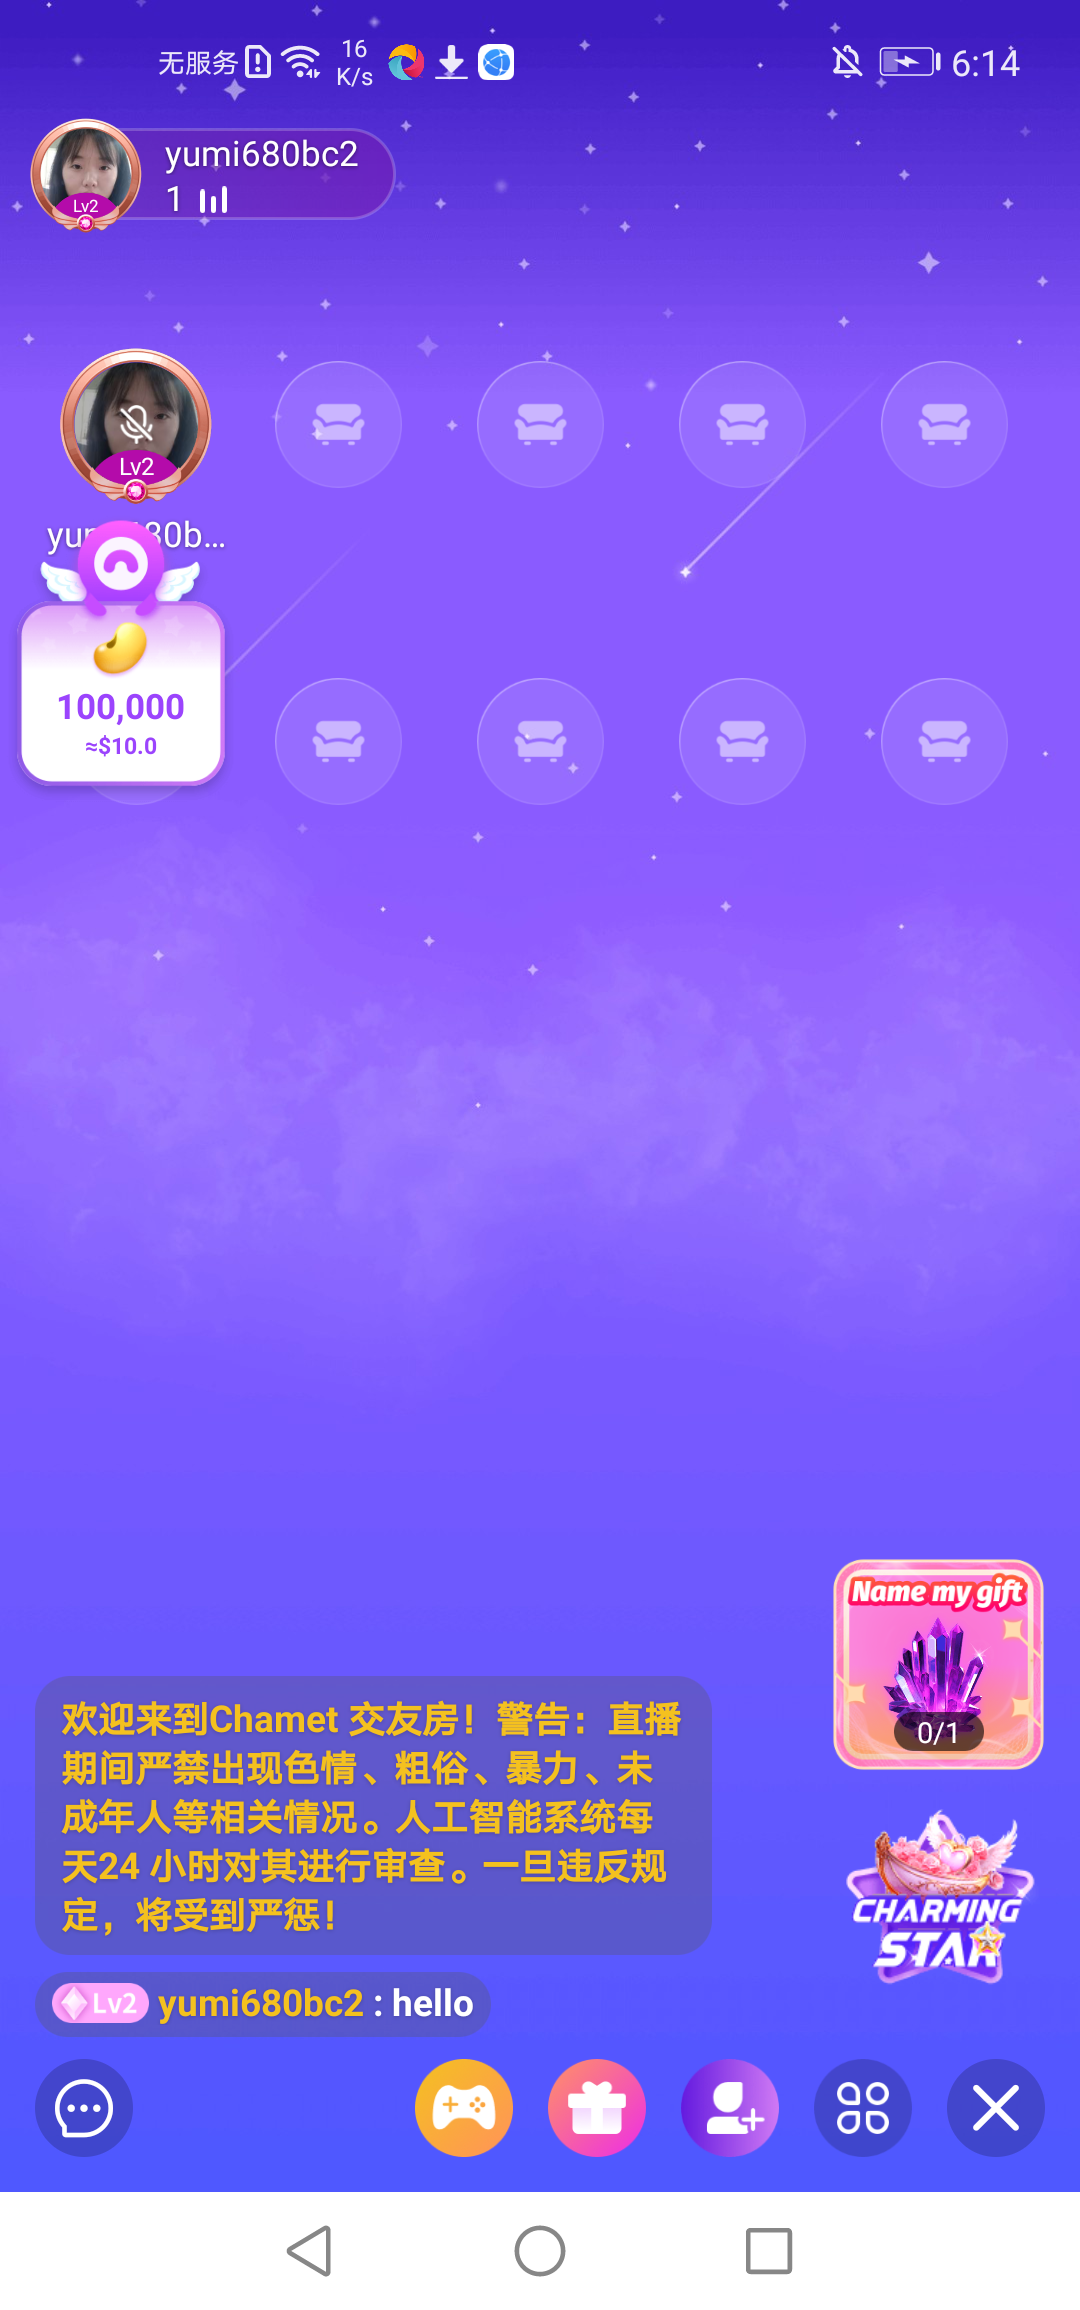 无服务
16
K/s
6:14
yumi680bc2
1
Lv2
Lv2
100,000
≈$10.0
Name my gift
0/1
CHARMING
STAR
欢迎来到Chamet 交友房！警告：直播
期间严禁出现色情、粗俗、暴力、未
成年人等相关情况。人工智能系统每
天24 小时对其进行审查。一旦违反规
定，将受到严惩！
Lv2 yumi680bc2 : hello